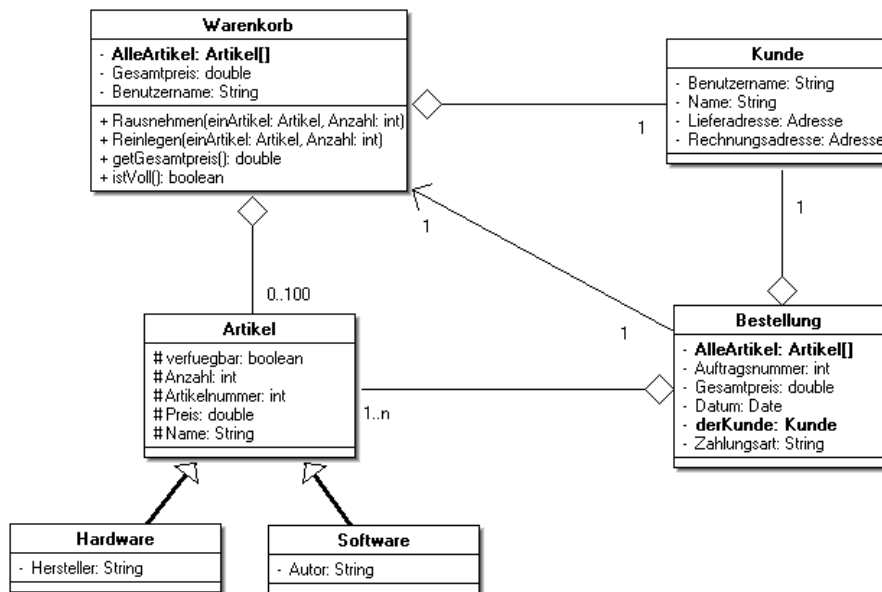 Warenkorb
- AlleArtikel: Artikel[]
- Gesamtpreis: double
- Benutzername: String
+ Rausnehmen(einArtikel: Artikel, Anzahl: int)
+ Reinlegen(einArtikel: Artikel, Anzahl: int)
+ getGesamtpreis(): double
+ istVoll(): boolean
Kunde
- Benutzername: String
- Name: String
- Lieferadresse: Adresse
- Rechnungsadresse: Adresse
1
1
1
0..100
1
Artikel
# verfuegbar: boolean
# Anzahl: int
# Artikelnummer: int
# Preis: double
# Name: String
1..n
Bestellung
- AlleArtikel: Artikel[]
- Auftragsnummer: int
- Gesamtpreis: double
- Datum: Date
- derKunde: Kunde
- Zahlungsart: String
Hardware
- Hersteller: String
Software
- Autor: String